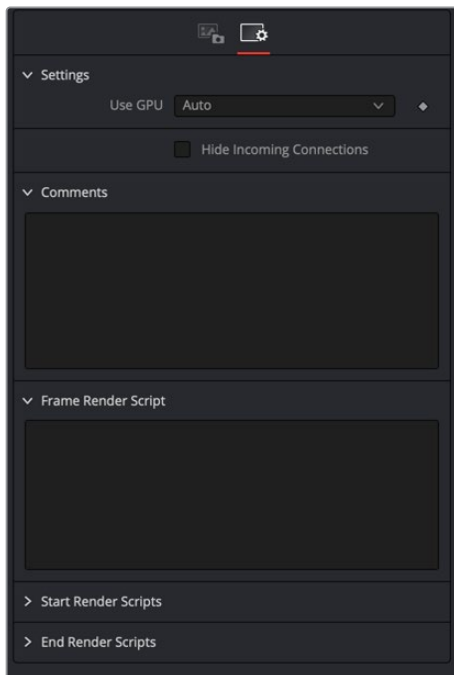 Settings
Use GPU Auto
Hide Incoming Connections
Comments
Frame Render Script
Start Render Scripts
End Render Scripts